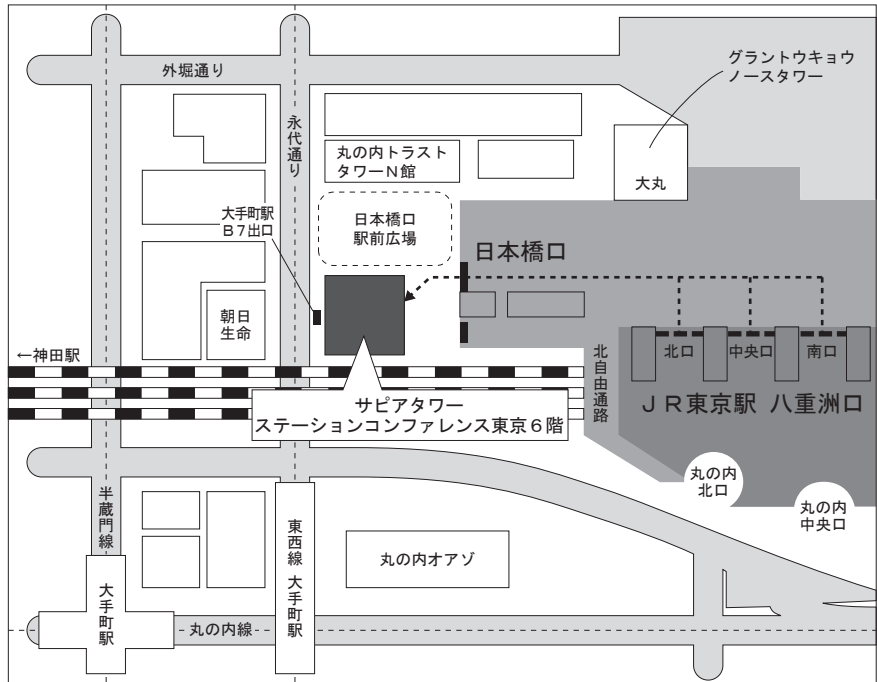 外堀通り
グラントウキョウ
ノースタワー
永代通り
丸の内トラスト
タワーN館
大丸
大手町駅
B7出口
日本橋口
駅前広場
日本橋口
朝日
生命
←神田駅
北口
中央口
南口
北自由通路
サピアタワー
ステーションコンファレンス東京6階
JR東京駅 八重洲口
丸の内
北口
丸の内
中央口
半蔵門線
東西線 大手町駅
丸の内オアゾ
大手町駅
丸の内線